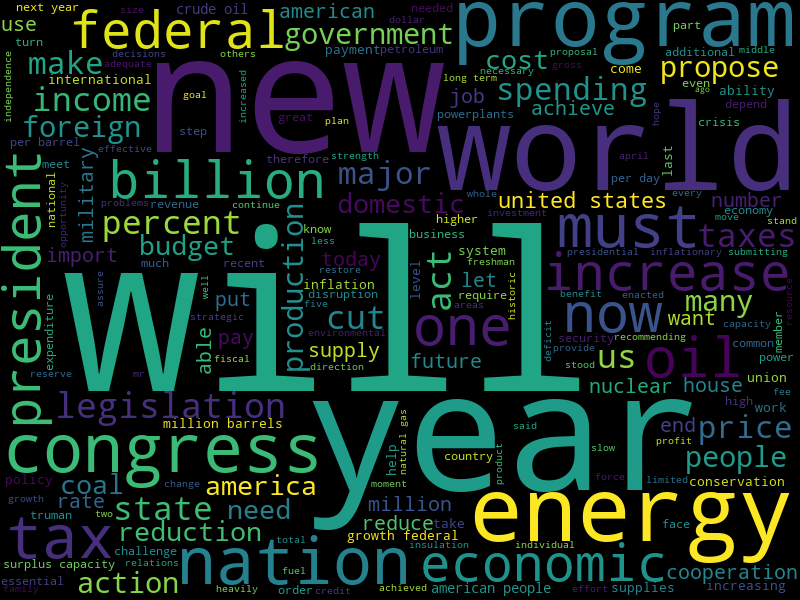 next year
size
crude oil
american
dollar
needed
part
additional
middle
program
use
federal
government
turn
decisions
others
payment
petroleum
proposal
gross
adequate
make
new
cost
come
propose
even
international
long term
necessary
ago
ability
independence
income
goal
increased
great
plan
job
spending
powerplants
achieve
hope
depend
crisis
world
foreign
step
april
per barrel
effective
therefore
strength
last
meet
billion
major
per day
economy
national
military
problems
revenue
continue
domestic
whole
every
united states
number
move
stand
opportunity
percent
know
higher
investment
must
taxes
president
budget
production
less
business
import
much
recent
today
system
freshman
presidential
inflationary
submitting
will
inflation
level
act
let
require
increase
expenditure
assure
well
put
disruption
restore
five
historic
areas
benefit
enacted
many
capacity
resource
strategic
cut
one
now
want
common
member
able
pay
environmental
deficit
security
recommending
provide
power
fiscal
supply
direction
future
stood
us
oil
reserve
mr
nuclear
house
union
fee
legislation
year
high
work
million barrels
said
end
price
congress
help
natural gas
country
product
slow
profit
people
policy
coal
change
america
moment
force
limited
conservation
growth
rate
million
energy
truman
two
state
need
reduce
take
tax
reduction
growth federal
face
challenge
total
insulation
individual
surplus capacity
relations
nation
economic
cooperation
essential
action
fuel
family
heavily
order
credit
achieved
american people
effort
supplies
increasing